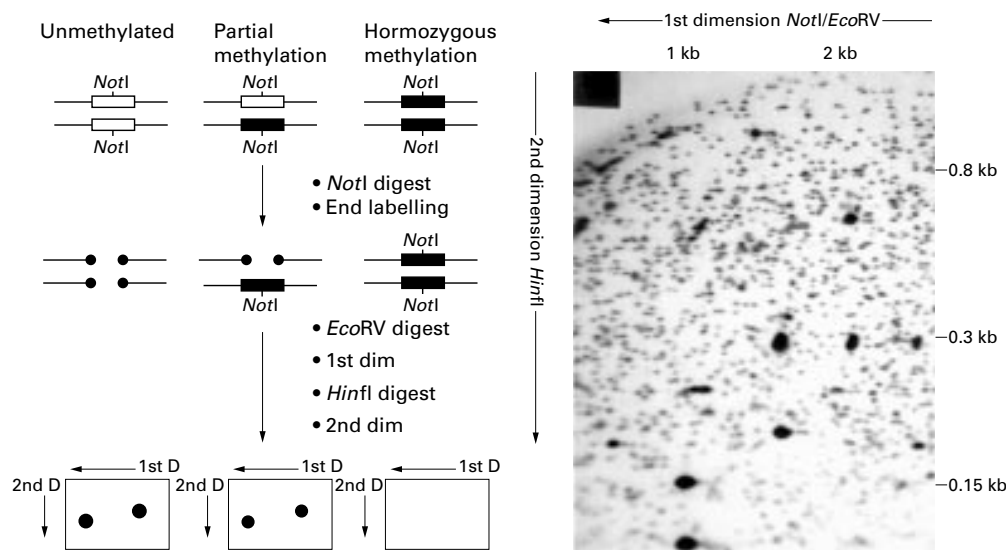 Unmethylated
Partial
methylation
Hormozygous
methylation
NotI
NotI
NotI
NotI
NotI
NotI
• NotI digest
• End labelling
NotI
NotI
NotI
• EcoRV digest
• 1st dim
• HinfI digest
• 2nd dim
1st D
2nd D
1st D
2nd D
1st D
2nd D
1st dimension NotI/EcoRV
1 kb 2 kb
2nd dimension HinfI
0.8 kb
0.3 kb
0.15 kb